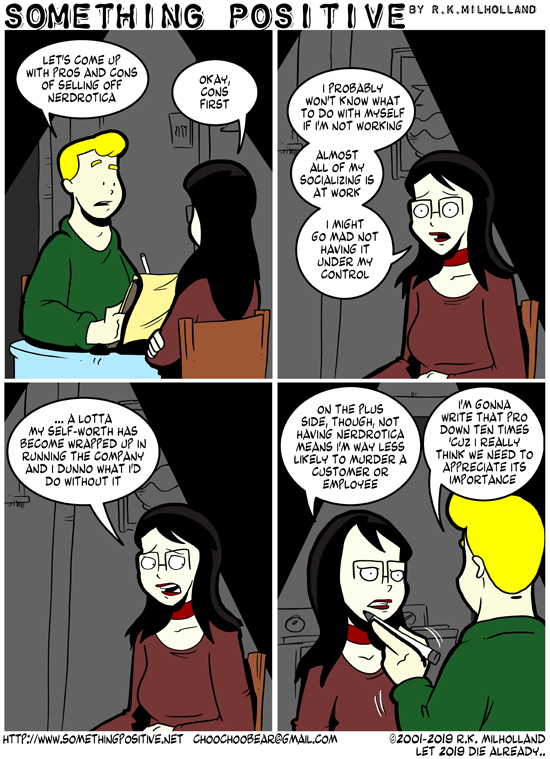 SOMETHING POSITIVE BY R.K.MILHOLLAND
LET'S COME UP
WITH PROS AND CONS
OF SELLING OFF
NERDROTICA
OKAY,
CONS
FIRST
I PROBABLY
WON'T KNOW WHAT
TO DO WITH MYSELF
IF I'M NOT WORKING
ALMOST
ALL OF MY
SOCIALIZING IS
AT WORK
I MIGHT
GO MAD NOT
HAVING IT
UNDER MY
CONTROL
... A LOTTA
MY SELF-WORTH HAS
BECOME WRAPPED UP IN
RUNNING THE COMPANY
AND I DUNNO WHAT I'D
DO WITHOUT IT
ON THE PLUS
SIDE, THOUGH, NOT
HAVING NERDROTICA
MEANS I'M WAY LESS
LIKELY TO MURDER A
CUSTOMER OR
EMPLOYEE
I'M GONNA
WRITE THAT PRO
DOWN TEN TIMES
'CUZ I REALLY
THINK WE NEED TO
APPRECIATE ITS
IMPORTANCE
HTTP://WWW.SOMETHINGPOSITIVE.NET CHOOCHOOBEAR@GMAIL.COM ©2001-2019 R.K. MILHOLLAND
LET 2019 DIE ALREADY..